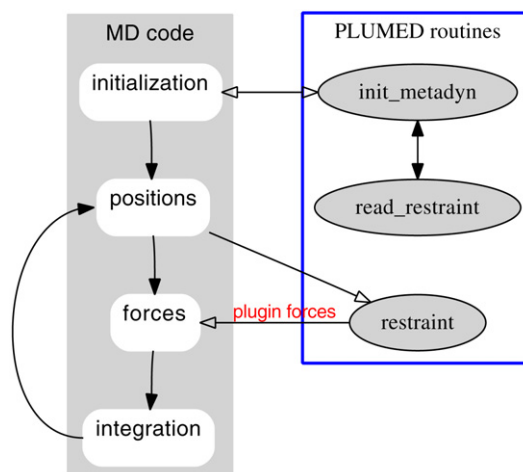 MD code
PLUMED routines
initialization
init_metadyn
positions
read_restraint
forces
plugin forces
restraint
integration